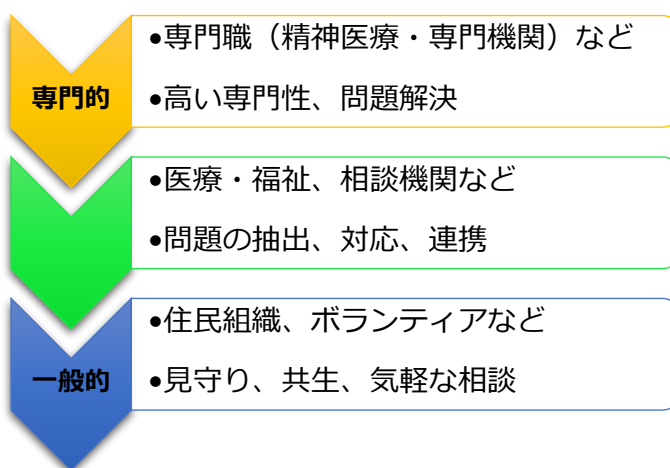 専門的
•専門職（精神医療・専門機関）など
•高い専門性、問題解決
•医療・福祉、相談機関など
•問題の抽出、対応、連携
一般的
•住民組織、ボランティアなど
•見守り、共生、気軽な相談